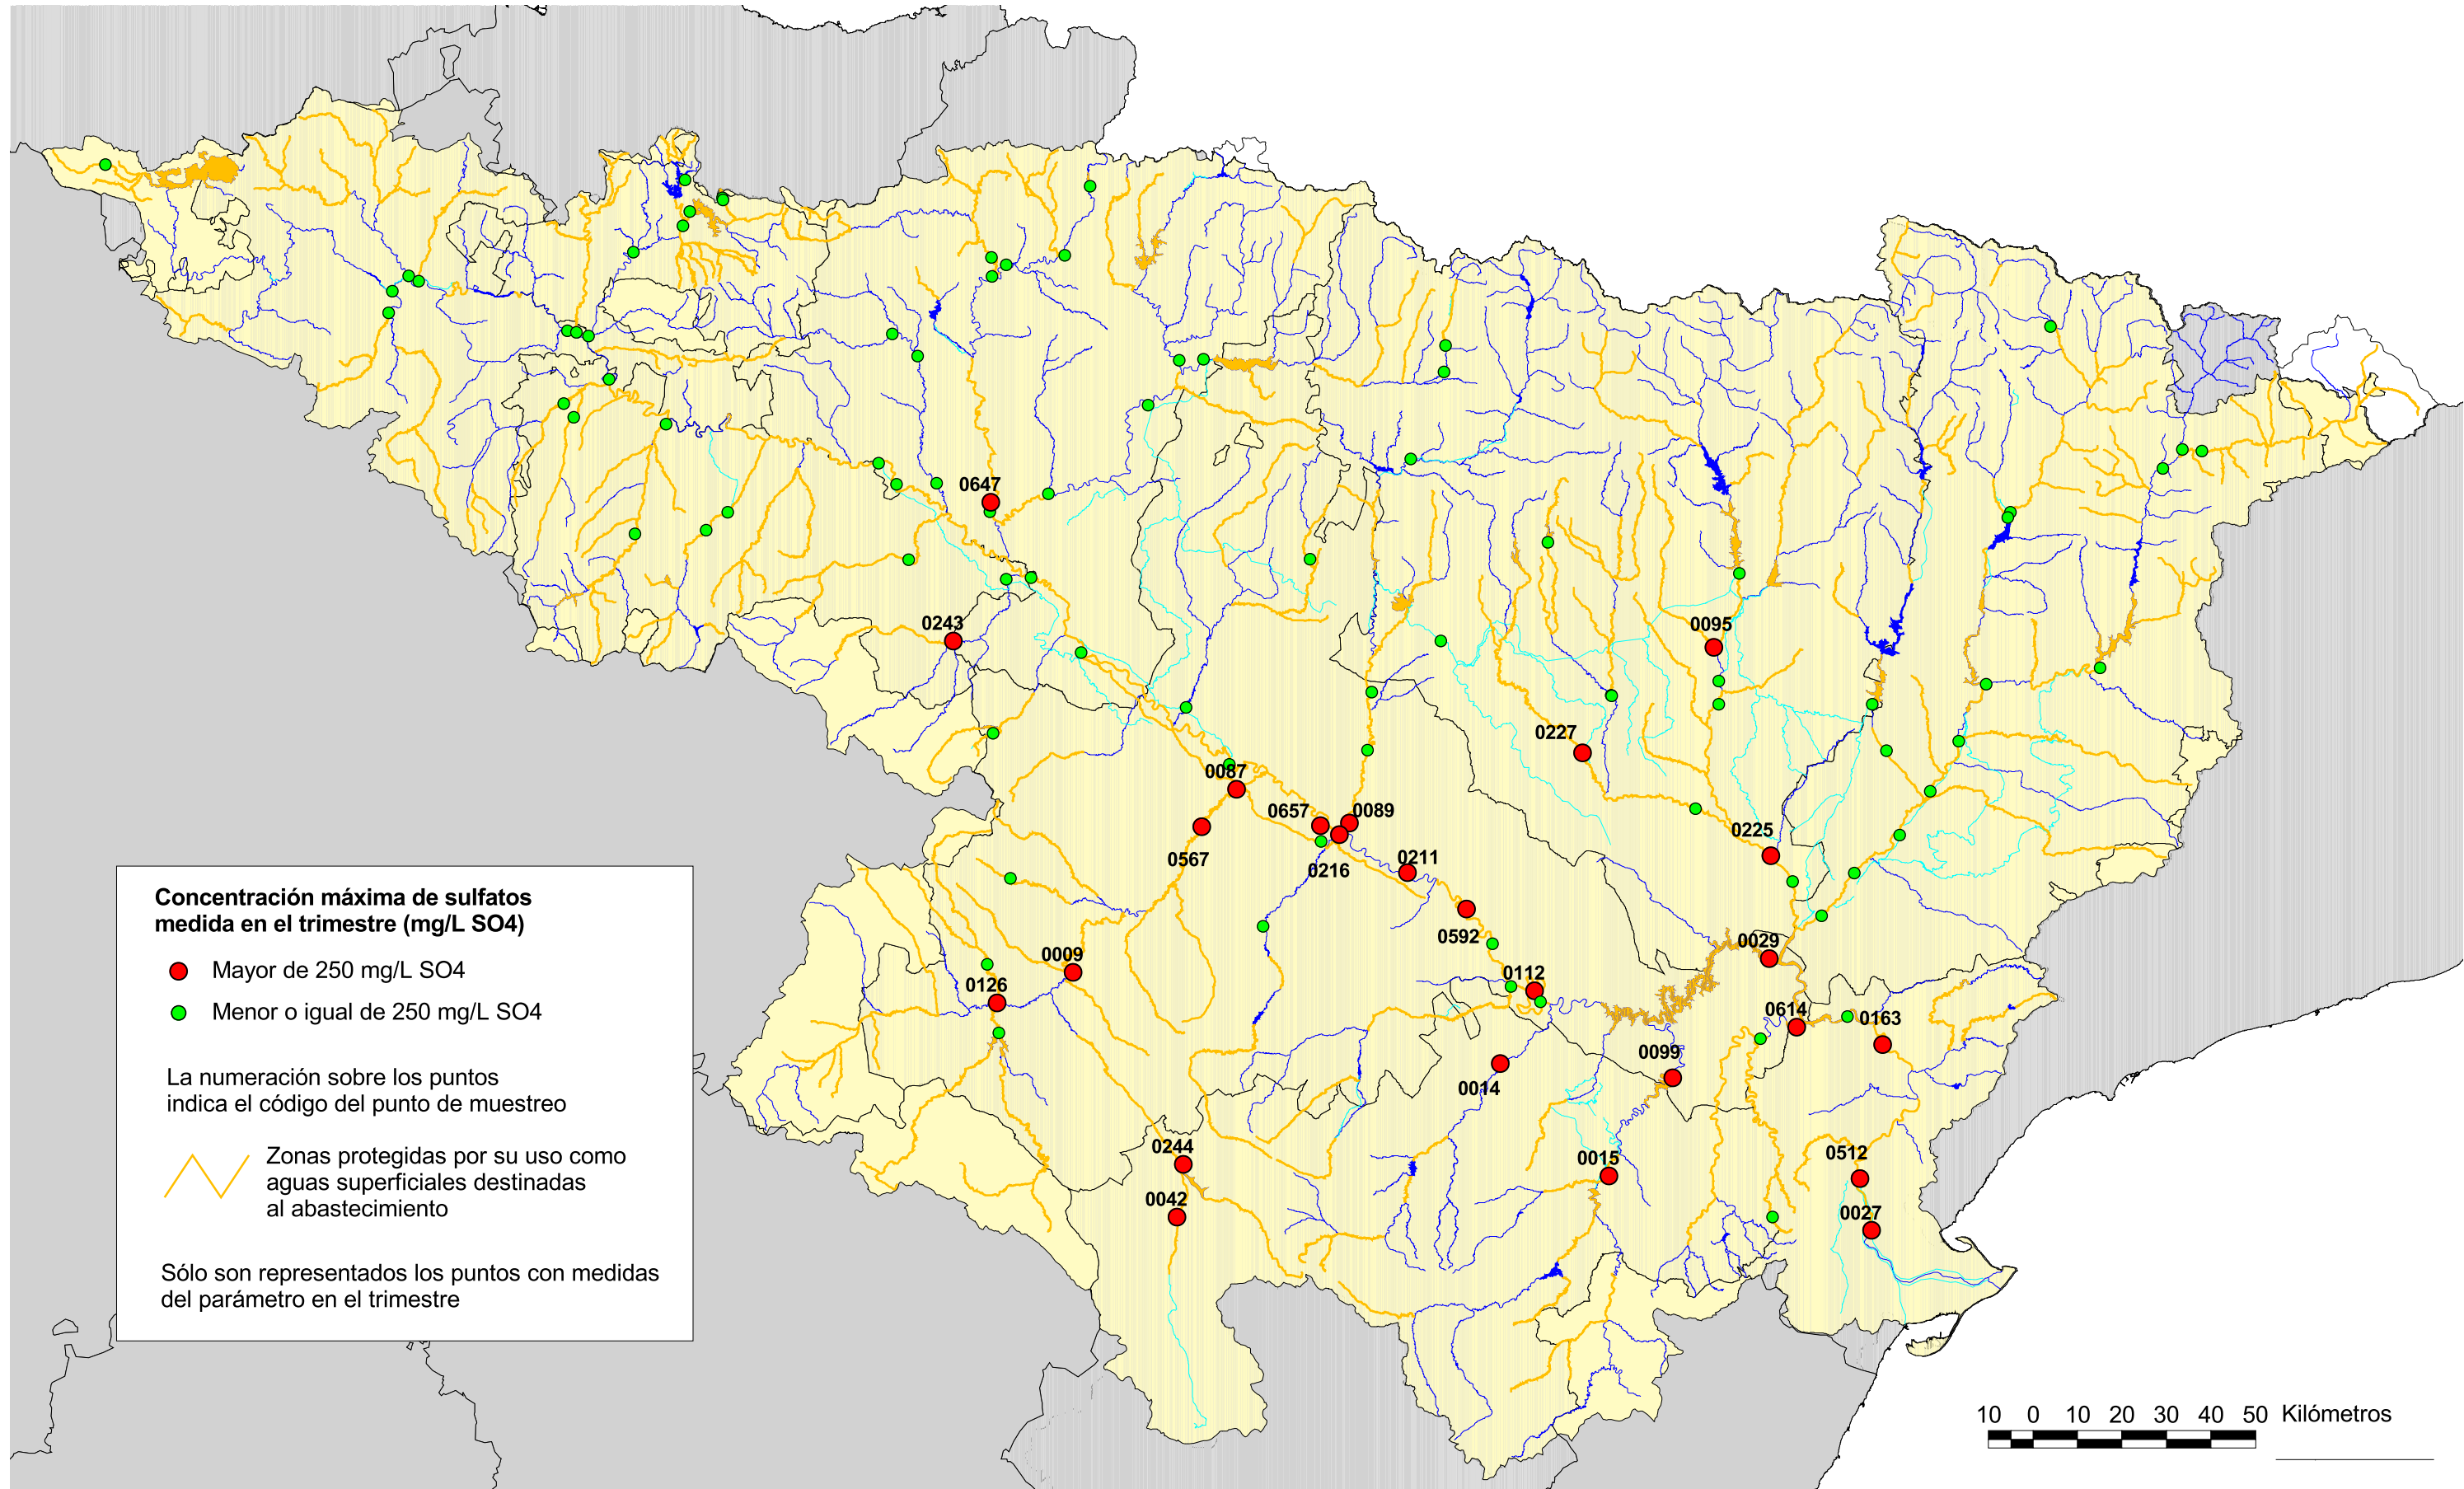 0647
0243
0095
0227
0087
0657
0089
0225
0567
0216
0211
0592
0029
0009
0126
0112
0614
0163
0099
0014
0244
0015
0512
0042
0027
Concentración máxima de sulfatos
medida en el trimestre (mg/L SO4)
Mayor de 250 mg/L SO4
Menor o igual de 250 mg/L SO4
La numeración sobre los puntos
indica el código del punto de muestreo
Zonas protegidas por su uso como
aguas superficiales destinadas
al abastecimiento
Sólo son representados los puntos con medidas
del parámetro en el trimestre
10 0 10 20 30 40 50 Kilómetros